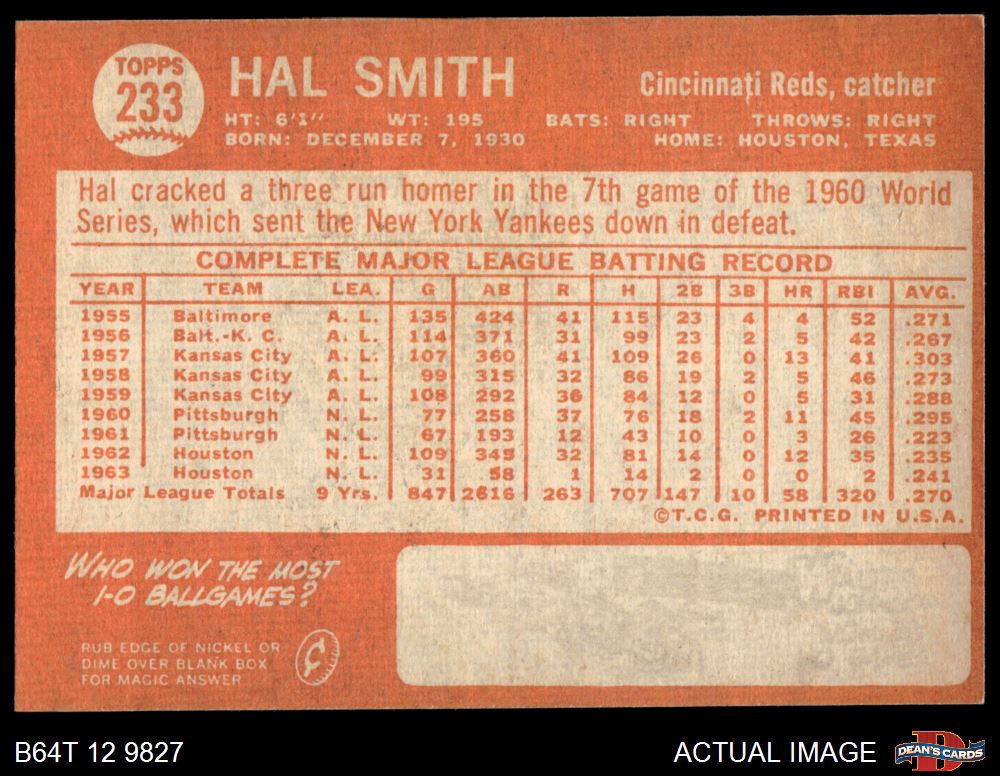 TOPPS
233
HAL SMITH
Cincinnati Reds, catcher
HT: 6'1" WT: 195 BATS: RIGHT THROWS: RIGHT
BORN: DECEMBER 7, 1930 HOME: HOUSTON, TEXAS
Hal cracked a three run homer in the 7th game of the 1960 World
Series, which sent the New York Yankees down in defeat.
COMPLETE MAJOR LEAGUE BATTING RECORD
YEAR TEAM LEA. G AB R H 2B 3B HR RBI AVG.
1955 Baltimore A. L. 135 424 41 115 23 4 4 52 .271
1956 Balt.-K. C. A. L. 114 371 31 99 23 2 5 42 .267
1957 Kansas City A. L. 107 360 41 109 26 0 13 41 .303
1958 Kansas City A. L. 99 315 32 86 19 2 5 46 .273
1959 Kansas City A. L. 108 292 36 84 12 0 5 31 .288
1960 Pittsburgh N. L. 77 258 37 76 18 2 11 45 .295
1961 Pittsburgh N. L. 67 193 12 43 10 0 3 26 .223
1962 Houston N. L. 109 345 32 81 14 0 12 35 .235
1963 Houston N. L. 31 58 1 14 2 0 0 2 .241
Major League Totals 9 Yrs. 847 2616 263 707 147 10 58 320 .270
©T.C.G. PRINTED IN U.S.A.
WHO WON THE MOST
1-0 BALLGAMES?
RUB EDGE OF NICKEL OR
DIME OVER BLANK BOX
FOR MAGIC ANSWER
¢
B64T 12 9827
ACTUAL IMAGE
D
DEAN'S CARDS